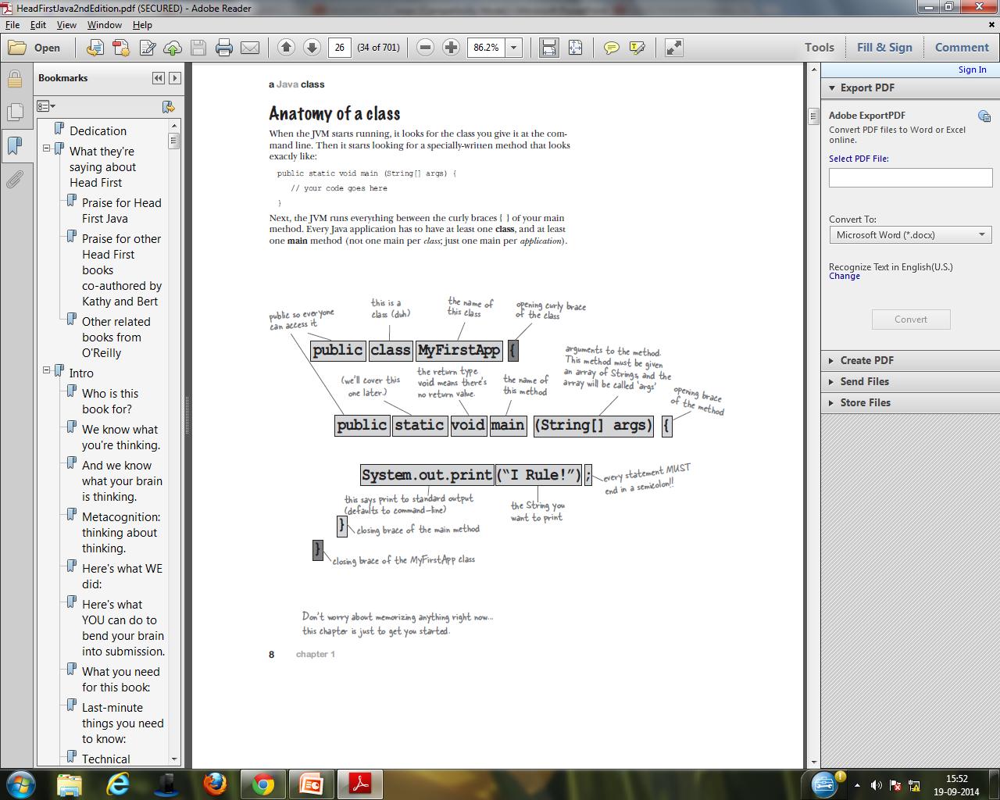 HeadFirstJava2ndEdition.pdf (SECURED) - Adobe Reader
File Edit View Window Help
Open
26 (34 of 701)
86.2%
Tools
Fill & Sign
Comment
Bookmarks
Dedication
What they're
saying about
Head First
Praise for Head
First Java
Praise for other
Head First
books
co-authored by
Kathy and Bert
Other related
books from
O'Reilly
Intro
Who is this
book for?
We know what
you're thinking.
And we know
what your brain
is thinking.
Metacognition:
thinking about
thinking.
Here's what WE
did:
Here's what
YOU can do to
bend your brain
into submission.
What you need
for this book:
Last-minute
things you need
to know:
Technical
a Java class
Anatomy of a class
When the JVM starts running, it looks for the class you give it at the com-
mand line. Then it starts looking for a specially-written method that looks
exactly like:
public static void main (String[] args) {
// your code goes here
}
Next, the JVM runs everything between the curly braces { } of your main
method. Every Java application has to have at least one class, and at least
one main method (not one main per class; just one main per application).
public so everyone
can access it
this is a
class (duh)
the name of
this class
opening curly brace
of the class
public class MyFirstApp {
(we'll cover this
one later.)
the return type.
void means there's
no return value.
the name of
this method
arguments to the method.
This method must be given
an array of Strings, and the
array will be called 'args'
opening brace
of the method
public static void main (String[] args) {
System.out.print(“I Rule!”);
this says print to standard output
(defaults to command-line)
the String you
want to print
every statement MUST
end in a semicolon!!
}
closing brace of the main method
}
closing brace of the MyFirstApp class
Don't worry about memorizing anything right now...
this chapter is just to get you started.
8 chapter 1
Sign In
Export PDF
Adobe ExportPDF
Convert PDF files to Word or Excel
online.
Select PDF File:
Convert To:
Microsoft Word (*.docx)
Recognize Text in English(U.S.)
Change
Convert
Create PDF
Send Files
Store Files
15:52
19-09-2014